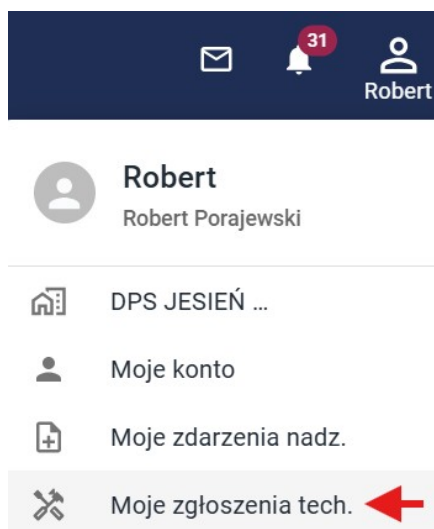 31
Robert
Robert
Robert Porajewski
DPS JESIEŃ ...
Moje konto
Moje zdarzenia nadz.
Moje zgłoszenia tech.